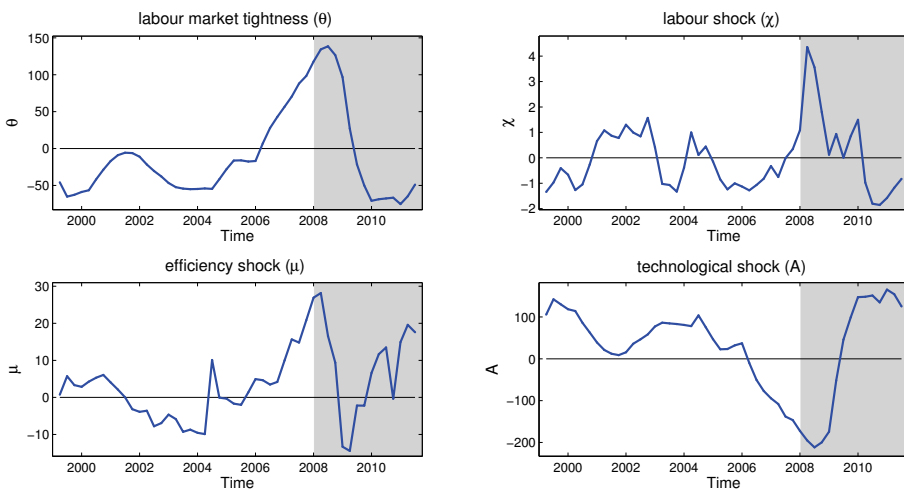 labour market tightness (θ)
150
100
50
0
−50
θ
2000 2002 2004 2006 2008 2010
Time
labour shock (χ)
4
3
2
1
0
−1
−2
χ
2000 2002 2004 2006 2008 2010
Time
efficiency shock (μ)
30
20
10
0
−10
μ
2000 2002 2004 2006 2008 2010
Time
technological shock (A)
100
0
−100
−200
A
2000 2002 2004 2006 2008 2010
Time